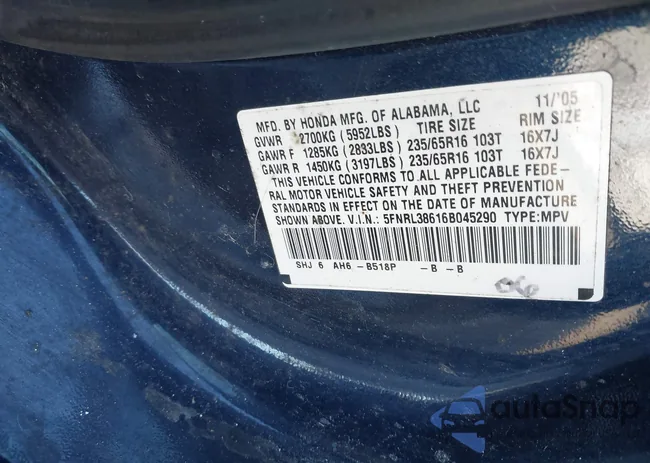 MFD. BY HONDA MFG. OF ALABAMA, LLC 11/'05
GVWR 2700KG (5952LBS) TIRE SIZE RIM SIZE
GAWR F 1285KG (2833LBS) 235/65R16 103T 16X7J
GAWR R 1450KG (3197LBS) 235/65R16 103T 16X7J
THIS VEHICLE CONFORMS TO ALL APPLICABLE FEDE-
RAL MOTOR VEHICLE SAFETY AND THEFT PREVENTION
STANDARDS IN EFFECT ON THE DATE OF MANUFACTURE
SHOWN ABOVE. V.I.N.: 5FNRL38616B045290 TYPE:MPV
SHJ 6 AH6 -B518P -B -B
autoSnap